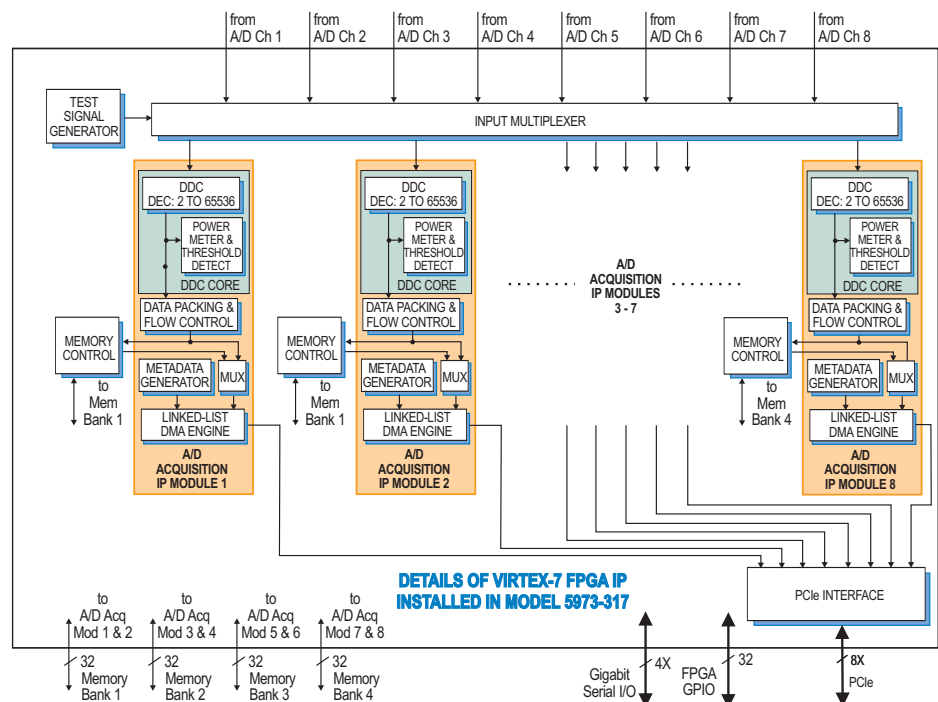 from
A/D Ch 1
from
A/D Ch 2
from
A/D Ch 3
from
A/D Ch 4
from
A/D Ch 5
from
A/D Ch 6
from
A/D Ch 7
from
A/D Ch 8
TEST
SIGNAL
GENERATOR
INPUT MULTIPLEXER
DDC
DEC: 2 TO 65536
POWER
METER &
THRESHOLD
DETECT
DDC CORE
DATA PACKING &
FLOW CONTROL
MEMORY
CONTROL
METADATA
GENERATOR
MUX
to
Mem
Bank 1
LINKED-LIST
DMA ENGINE
A/D
ACQUISITION
IP MODULE 1
DDC
DEC: 2 TO 65536
POWER
METER &
THRESHOLD
DETECT
DDC CORE
DATA PACKING &
FLOW CONTROL
MEMORY
CONTROL
METADATA
GENERATOR
MUX
to
Mem
Bank 1
LINKED-LIST
DMA ENGINE
A/D
ACQUISITION
IP MODULE 2
A/D
ACQUISITION
IP MODULES
3 - 7
DDC
DEC: 2 TO 65536
POWER
METER &
THRESHOLD
DETECT
DDC CORE
DATA PACKING &
FLOW CONTROL
MEMORY
CONTROL
METADATA
GENERATOR
MUX
to
Mem
Bank 4
LINKED-LIST
DMA ENGINE
A/D
ACQUISITION
IP MODULE 8
DETAILS OF VIRTEX-7 FPGA IP
INSTALLED IN MODEL 5973-317
PCIe INTERFACE
to
A/D Acq
Mod 1 & 2
to
A/D Acq
Mod 3 & 4
to
A/D Acq
Mod 5 & 6
to
A/D Acq
Mod 7 & 8
32
Memory
Bank 1
32
Memory
Bank 2
32
Memory
Bank 3
32
Memory
Bank 4
4X
Gigabit
Serial I/O
32
FPGA
GPIO
8X
PCIe